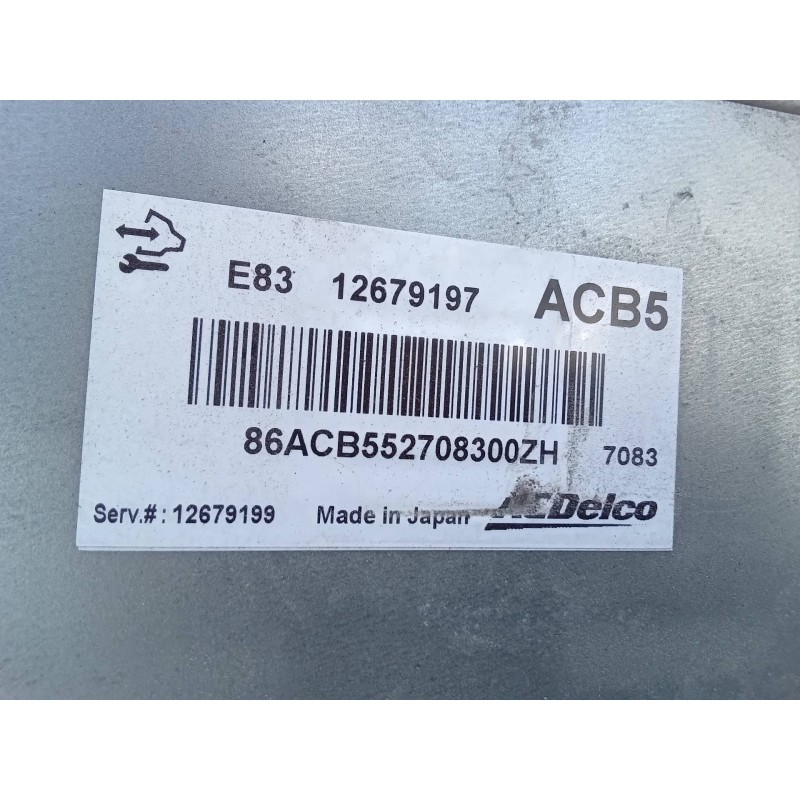 E83 12679197 ACB5
86ACB552708300ZH 7083
Serv.#: 12679199 Made in Japan ACDelco